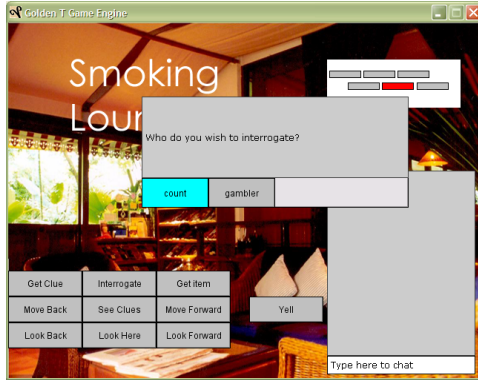 Golden T Game Engine
Smoking
Lou
Who do you wish to interrogate?
count
gambler
Get Clue
Interrogate
Get item
Move Back
See Clues
Move Forward
Yell
Look Back
Look Here
Look Forward
Type here to chat